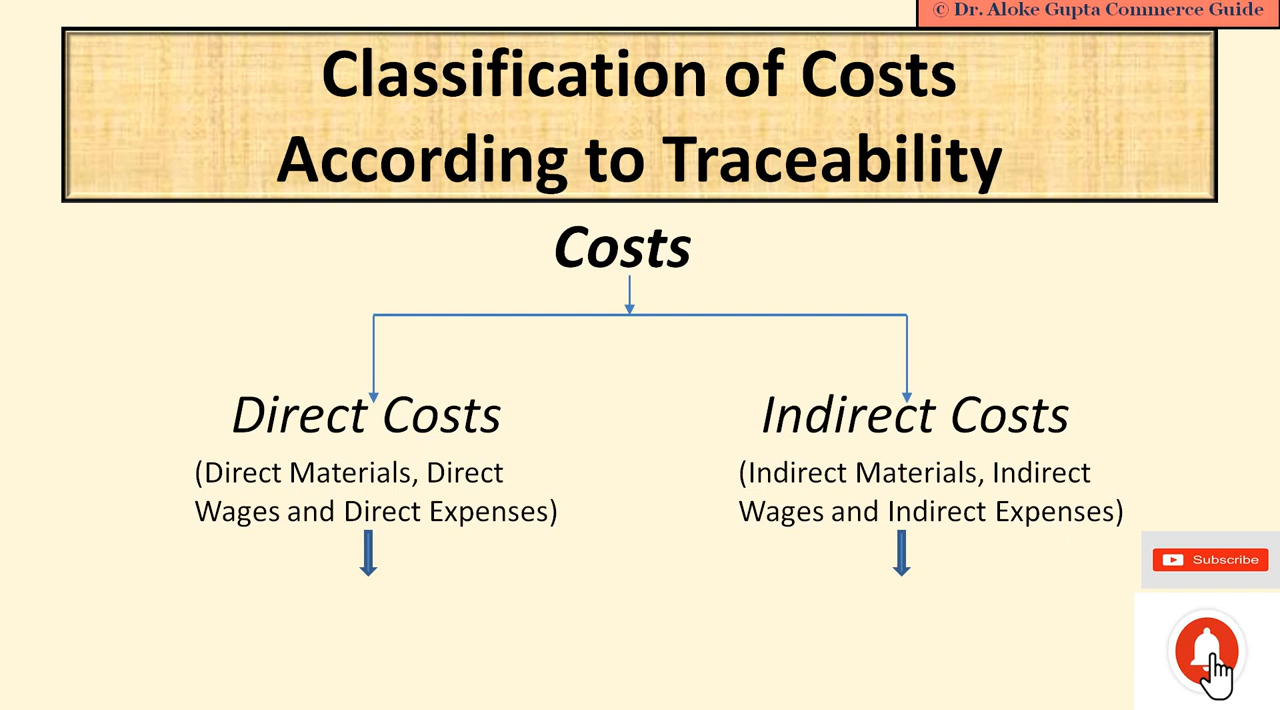 © Dr. Aloke Gupta Commerce Guide
Classification of Costs
According to Traceability
Costs
Direct Costs
(Direct Materials, Direct
Wages and Direct Expenses)
Indirect Costs
(Indirect Materials, Indirect
Wages and Indirect Expenses)
Subscribe